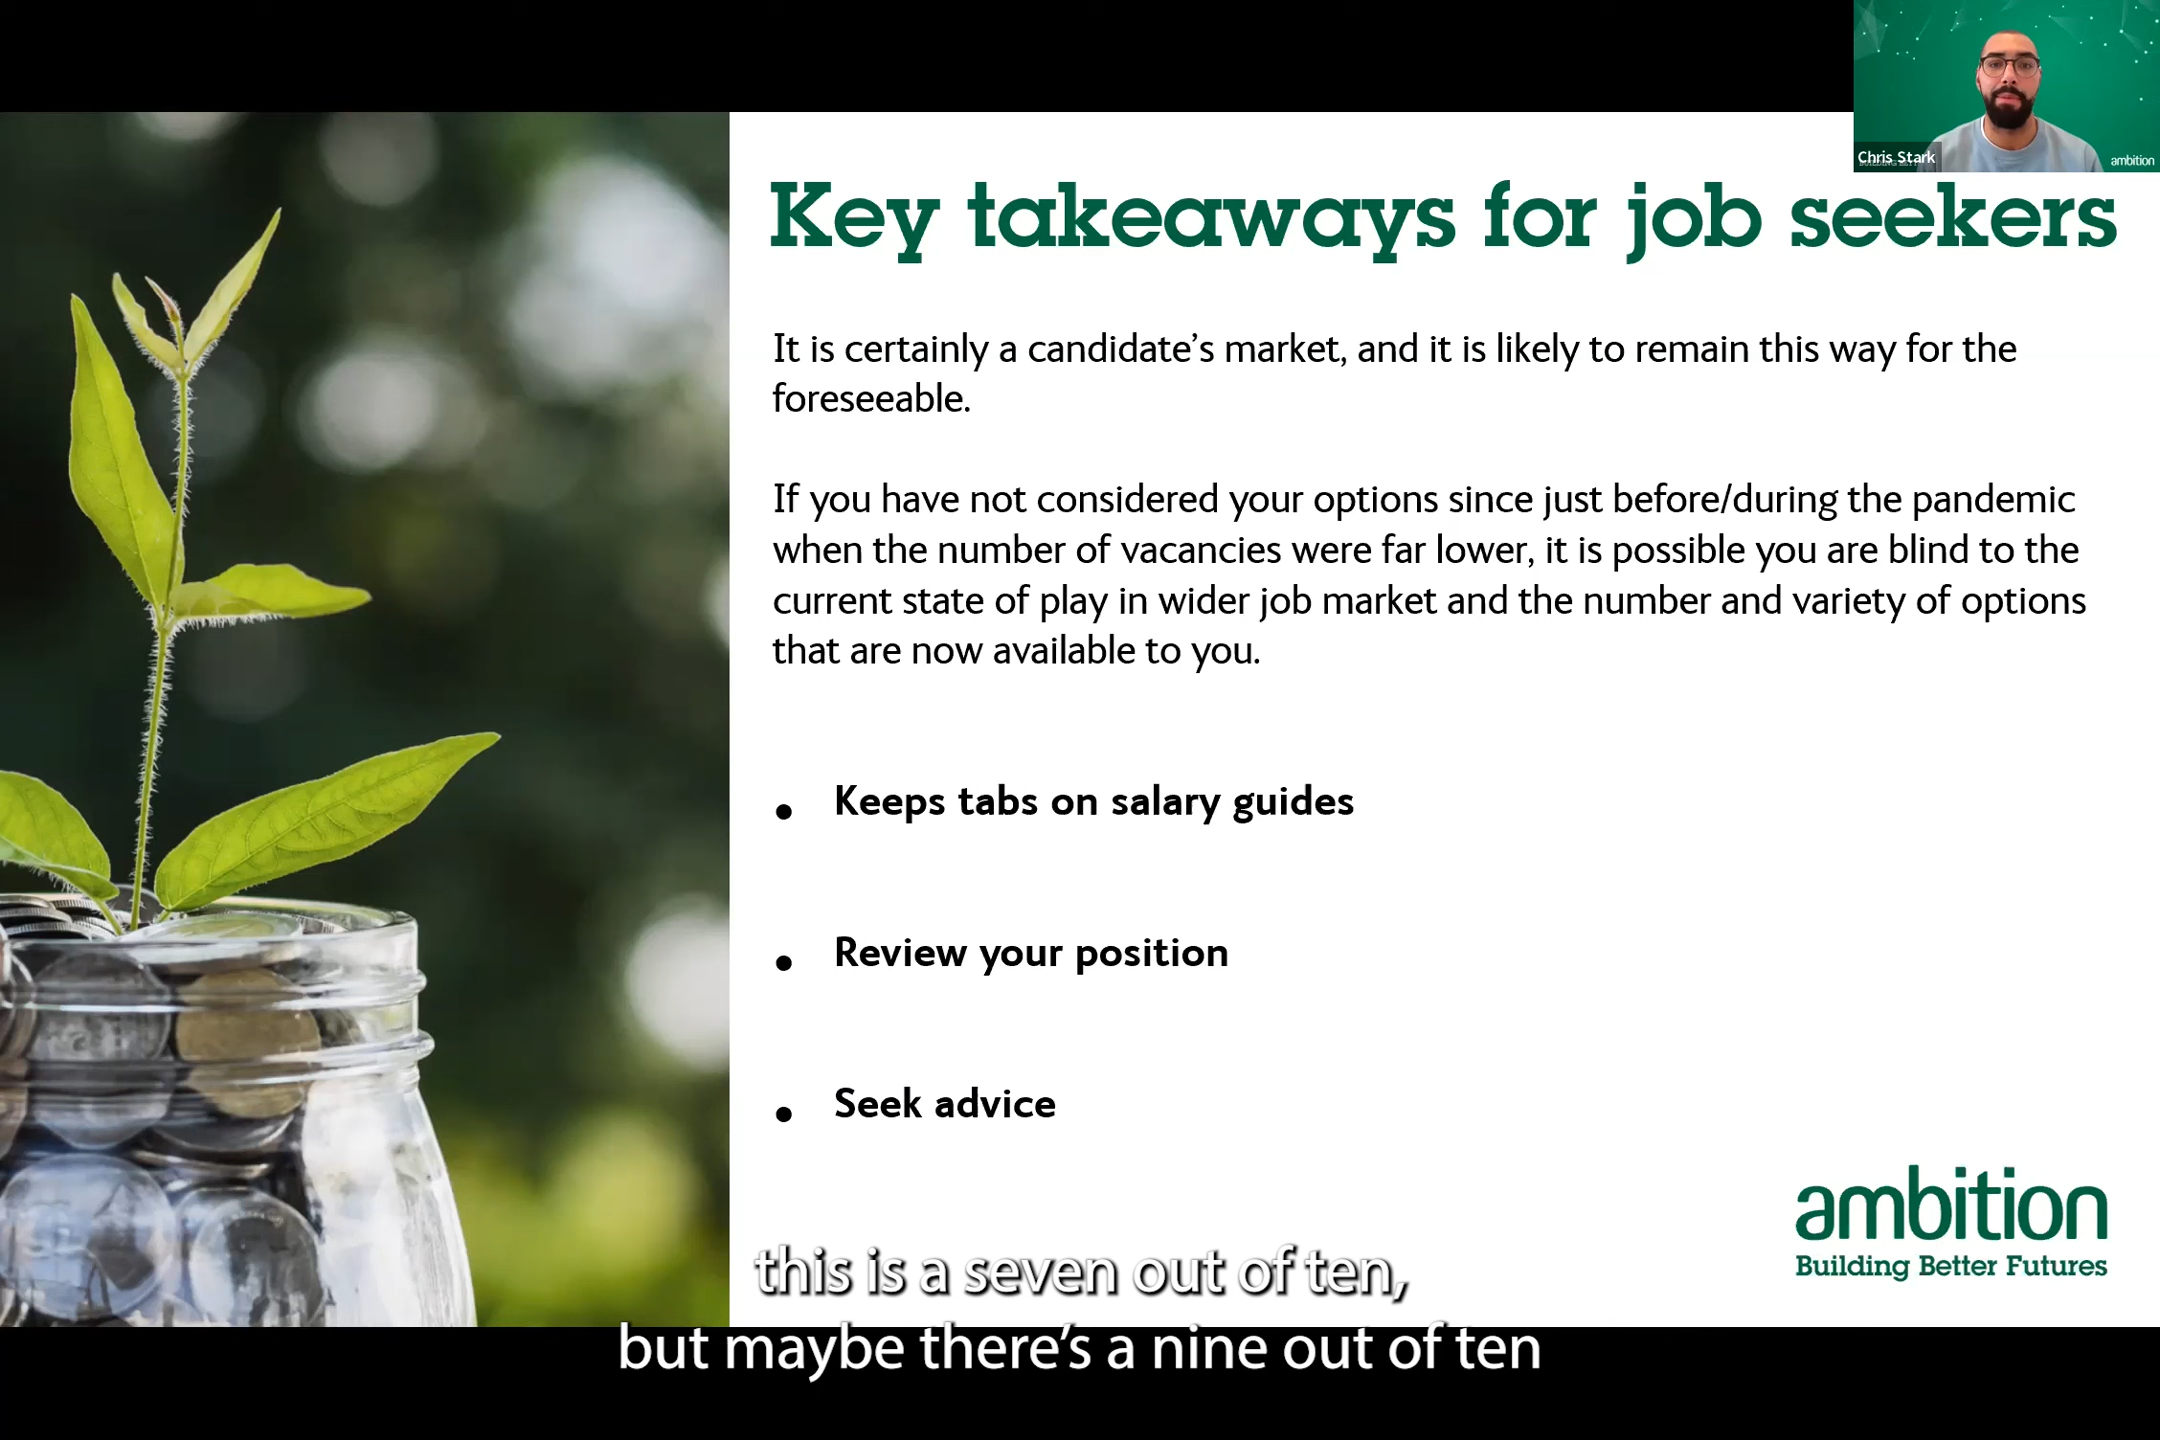 Chris Stark
ambition
Key takeaways for job seekers
It is certainly a candidate’s market, and it is likely to remain this way for the
foreseeable.
If you have not considered your options since just before/during the pandemic
when the number of vacancies were far lower, it is possible you are blind to the
current state of play in wider job market and the number and variety of options
that are now available to you.
• Keeps tabs on salary guides
• Review your position
• Seek advice
ambition
Building Better Futures
this is a seven out of ten,
but maybe there's a nine out of ten